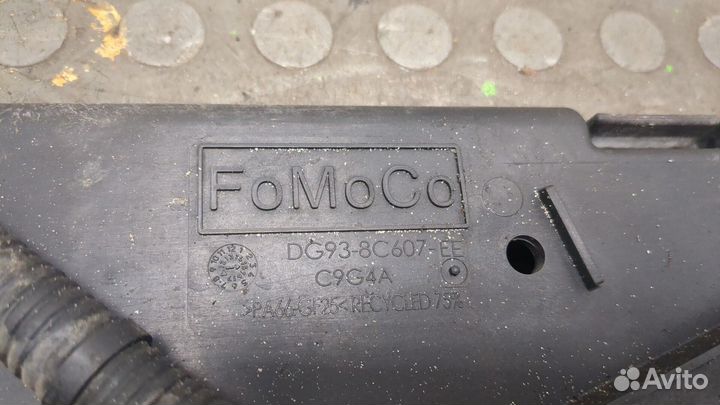 FoMoCo
DG93-8C607-EE
C9G4A
>PA66-GF25< RECYCLED 75%
Avito